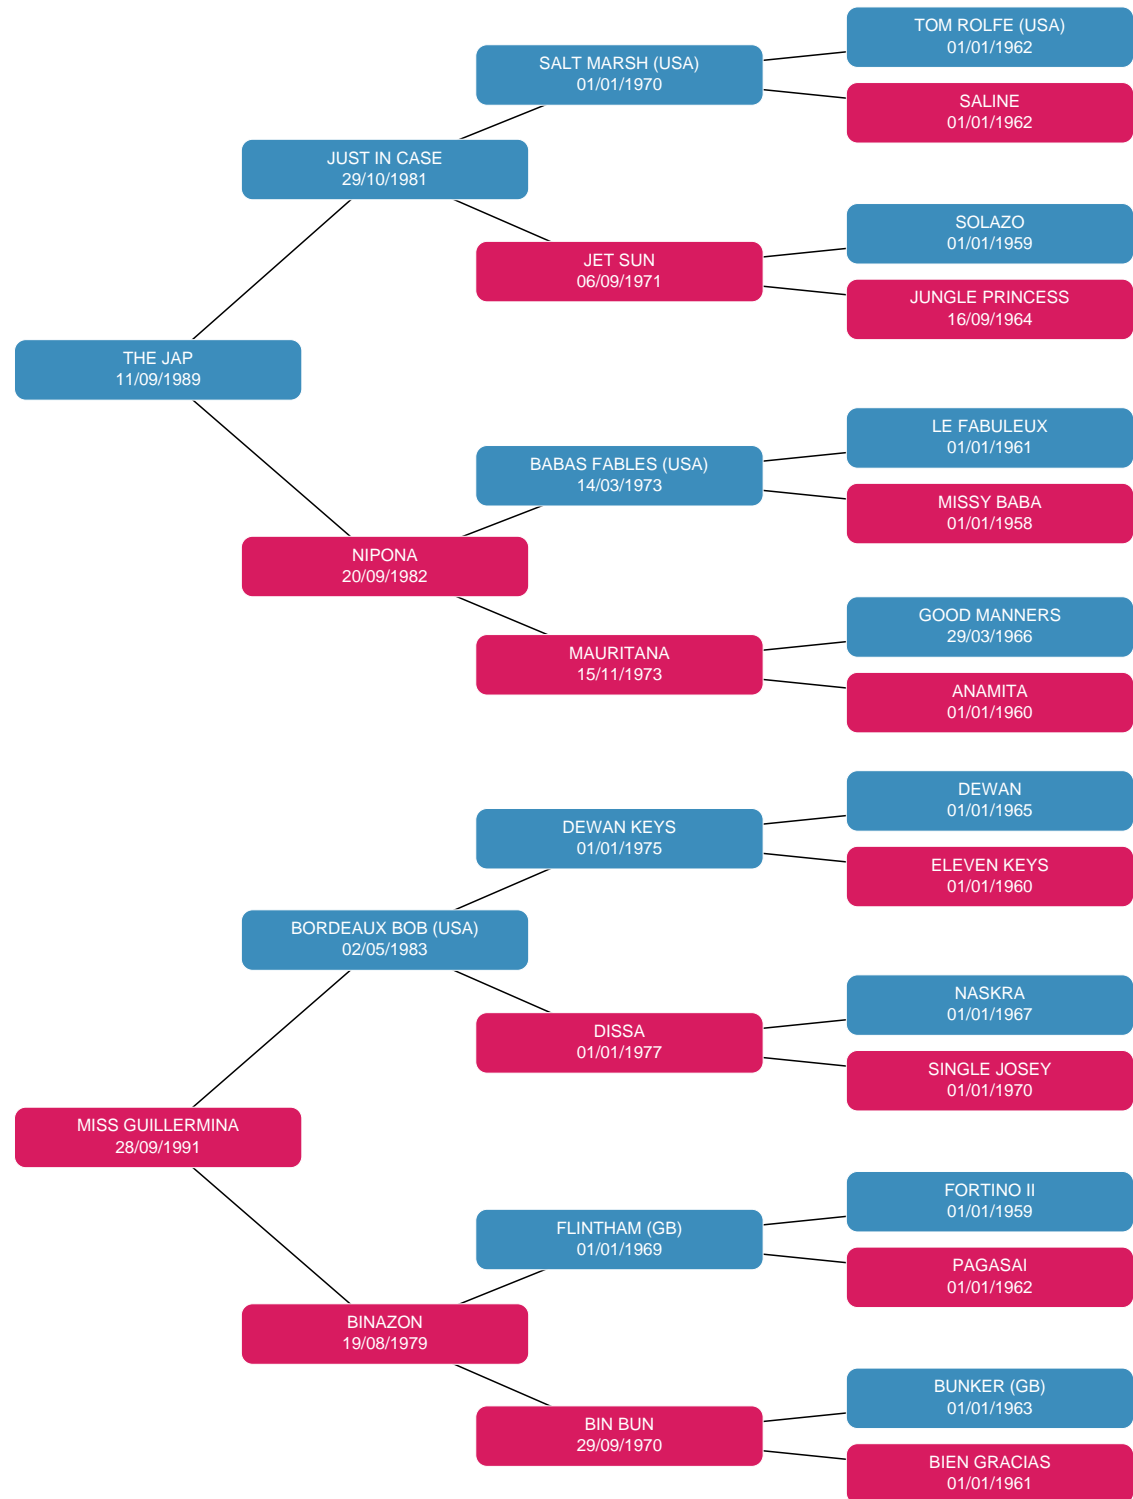 TOM ROLFE (USA)
01/01/1962
SALT MARSH (USA)
01/01/1970
SALINE
01/01/1962
JUST IN CASE
29/10/1981
SOLAZO
01/01/1959
JET SUN
06/09/1971
JUNGLE PRINCESS
16/09/1964
THE JAP
11/09/1989
LE FABULEUX
01/01/1961
BABAS FABLES (USA)
14/03/1973
MISSY BABA
01/01/1958
NIPONA
20/09/1982
GOOD MANNERS
29/03/1966
MAURITANA
15/11/1973
ANAMITA
01/01/1960
DEWAN
01/01/1965
DEWAN KEYS
01/01/1975
ELEVEN KEYS
01/01/1960
BORDEAUX BOB (USA)
02/05/1983
NASKRA
01/01/1967
DISSA
01/01/1977
SINGLE JOSEY
01/01/1970
MISS GUILLERMINA
28/09/1991
FORTINO II
01/01/1959
FLINTHAM (GB)
01/01/1969
PAGASAI
01/01/1962
BINAZON
19/08/1979
BUNKER (GB)
01/01/1963
BIN BUN
29/09/1970
BIEN GRACIAS
01/01/1961